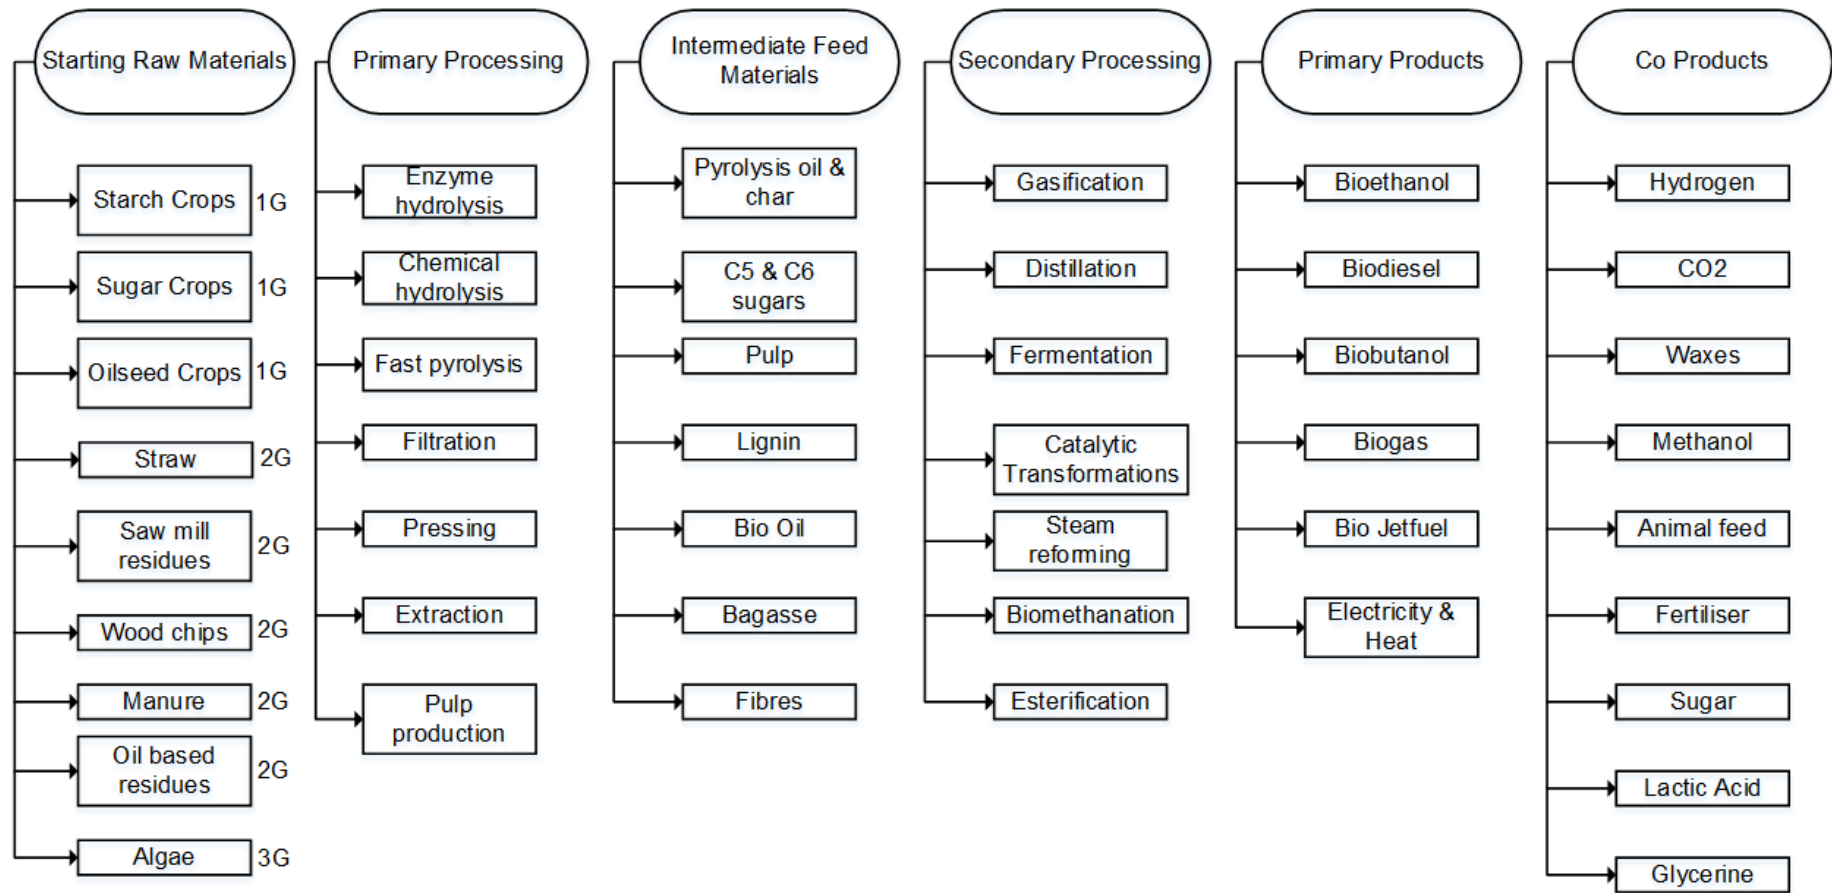 Starting Raw Materials
Starch Crops 1G
Sugar Crops 1G
Oilseed Crops 1G
Straw 2G
Saw mill 
residues 2G
Wood chips 2G
Manure 2G
Oil based 
residues 2G
Algae 3G
Primary Processing
Enzyme
hydrolysis
Chemical
hydrolysis
Fast pyrolysis
Filtration
Pressing
Extraction
Pulp
production
Intermediate Feed
Materials
Pyrolysis oil &
char
C5 & C6
sugars
Pulp
Lignin
Bio Oil
Bagasse
Fibres
Secondary Processing
Gasification
Distillation
Fermentation
Catalytic
Transformations
Steam
reforming
Biomethanation
Esterification
Primary Products
Bioethanol
Biodiesel
Biobutanol
Biogas
Bio Jetfuel
Electricity &
Heat
Co Products
Hydrogen
CO2
Waxes
Methanol
Animal feed
Fertiliser
Sugar
Lactic Acid
Glycerine